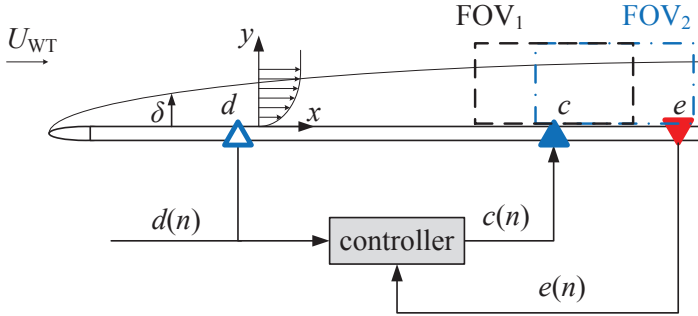 FOV₁
FOV₂
U_WT
y
δ
d
x
c
e
d(n)
controller
c(n)
e(n)